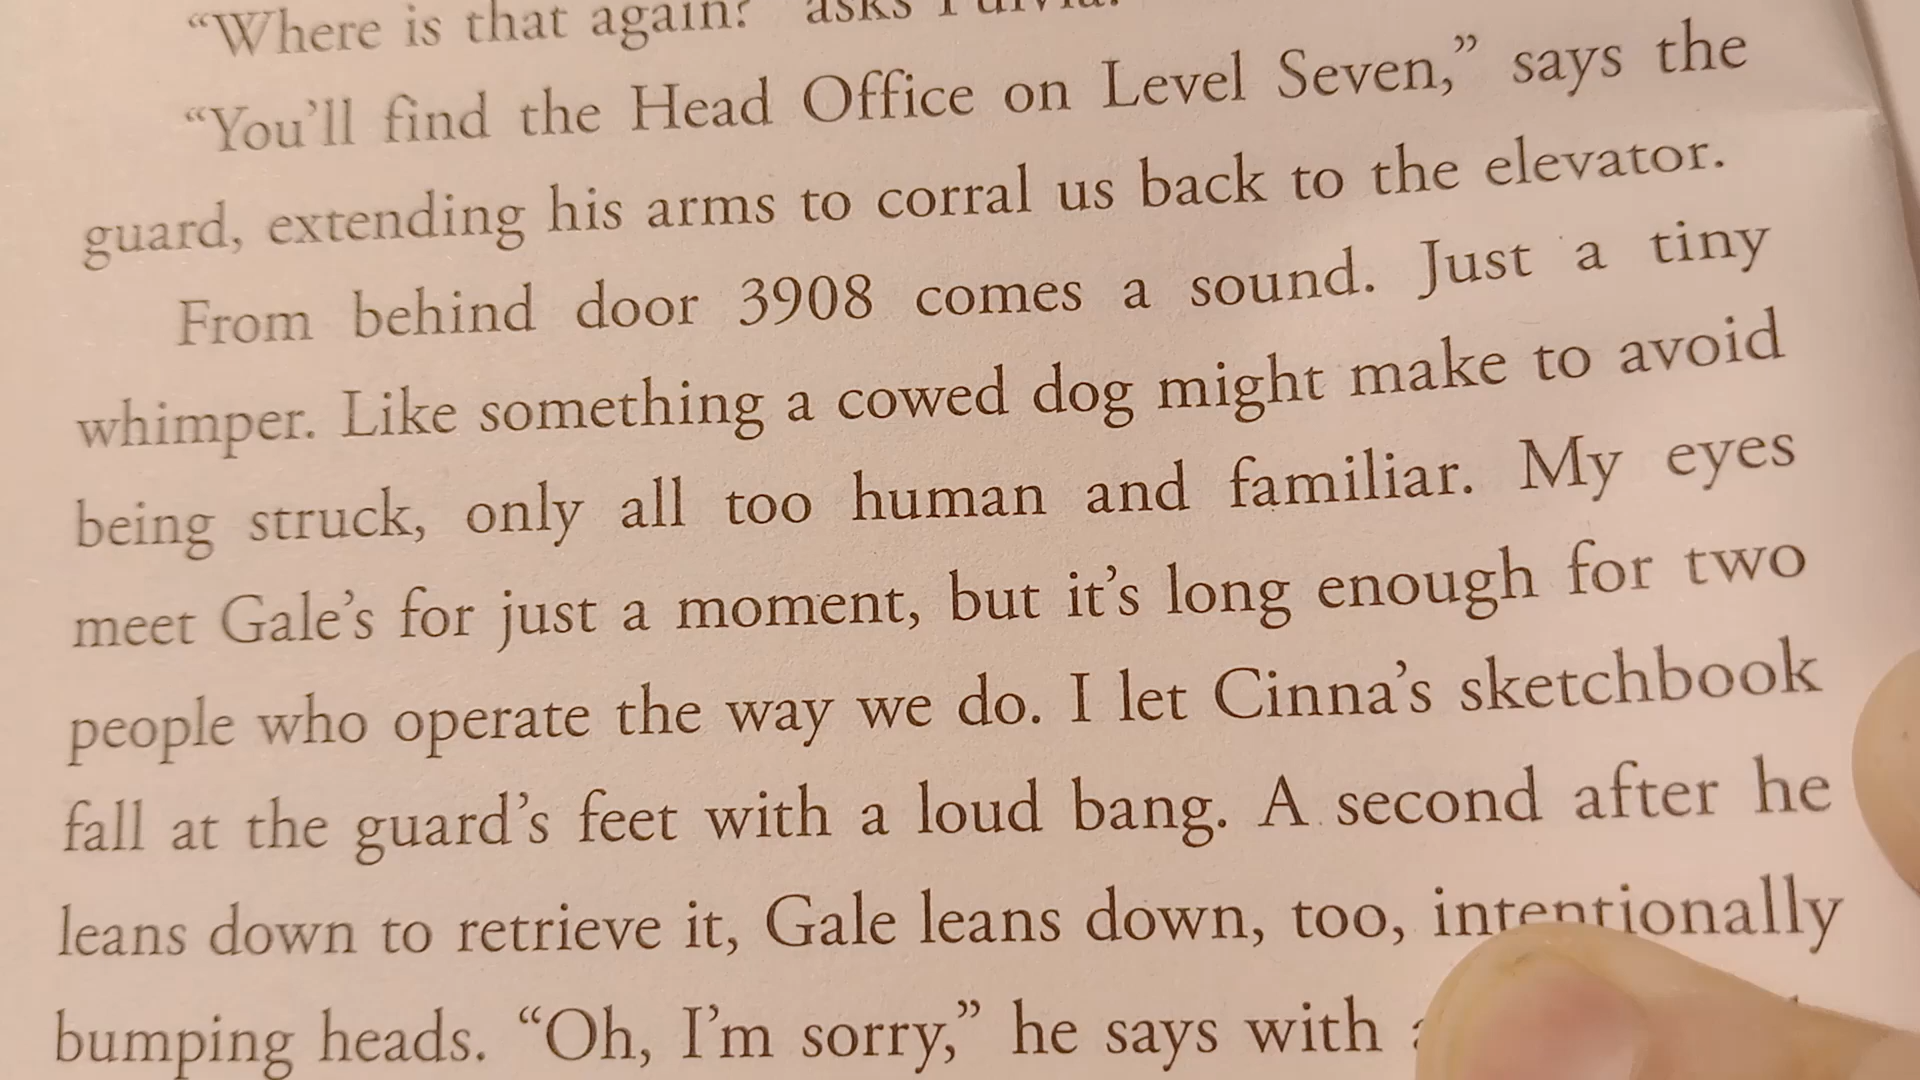 “Where is that again?” asks Fulvia.
“You’ll find the Head Office on Level Seven,” says the
guard, extending his arms to corral us back to the elevator.
From behind door 3908 comes a sound. Just a tiny
whimper. Like something a cowed dog might make to avoid
being struck, only all too human and familiar. My eyes
meet Gale’s for just a moment, but it’s long enough for two
people who operate the way we do. I let Cinna’s sketchbook
fall at the guard’s feet with a loud bang. A second after he
leans down to retrieve it, Gale leans down, too, intentionally
bumping heads. “Oh, I’m sorry,” he says with